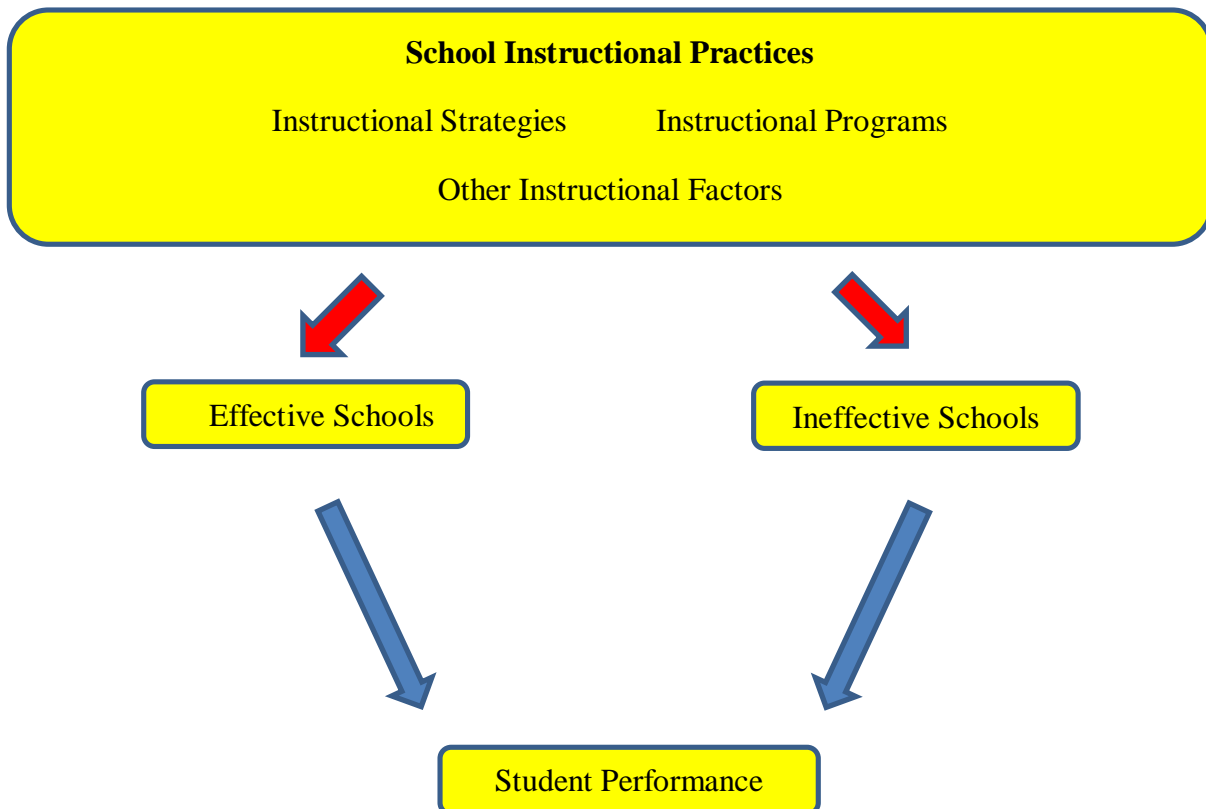 School Instructional Practices
Instructional Strategies Instructional Programs
Other Instructional Factors
Effective Schools
Ineffective Schools
Student Performance